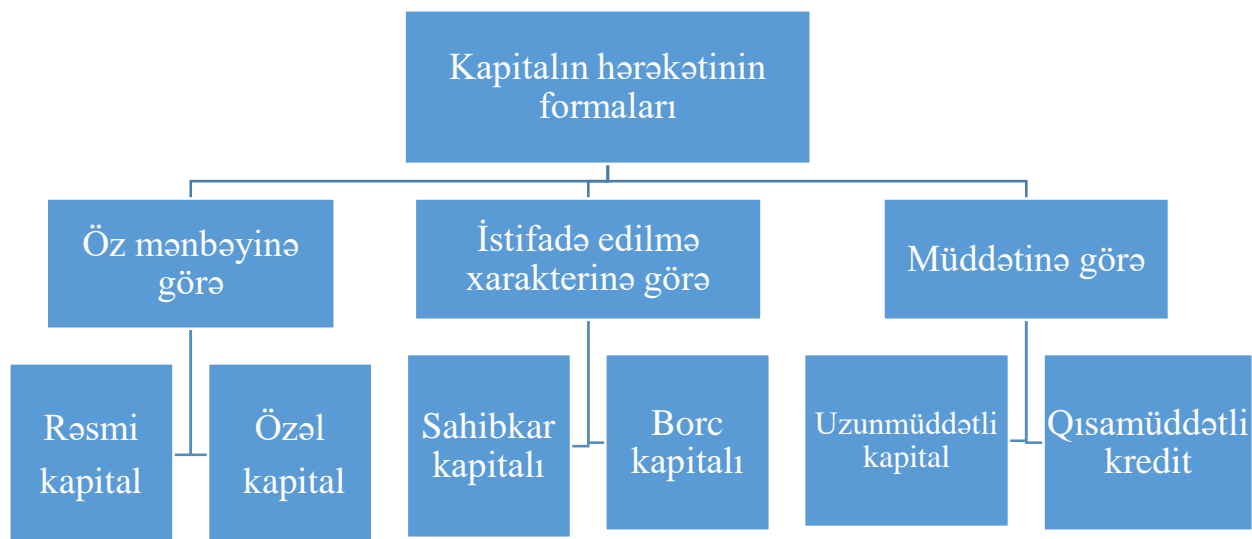 Kapitalın hərəkətinin
formaları
Öz mənbəyinə
görə
İstifadə edilmə
xarakterinə görə
Müddətinə görə
Rəsmi
kapital
Özəl
kapital
Sahibkar
kapitalı
Borc
kapitalı
Uzunmüddətli
kapital
Qısamüddətli
kredit